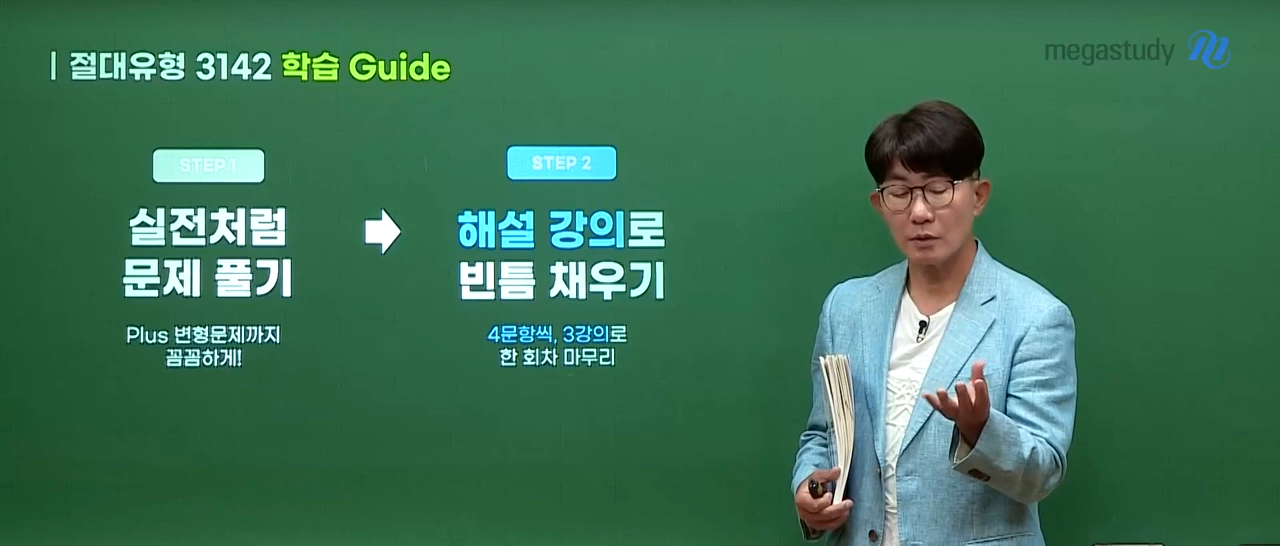 절대유형 3142 학습 Guide
megastudy
STEP 1
실전처럼
문제 풀기
Plus 변형문제까지
꼼꼼하게!
STEP 2
해설 강의로
빈틈 채우기
4문항씩, 3강의로
한 회차 마무리